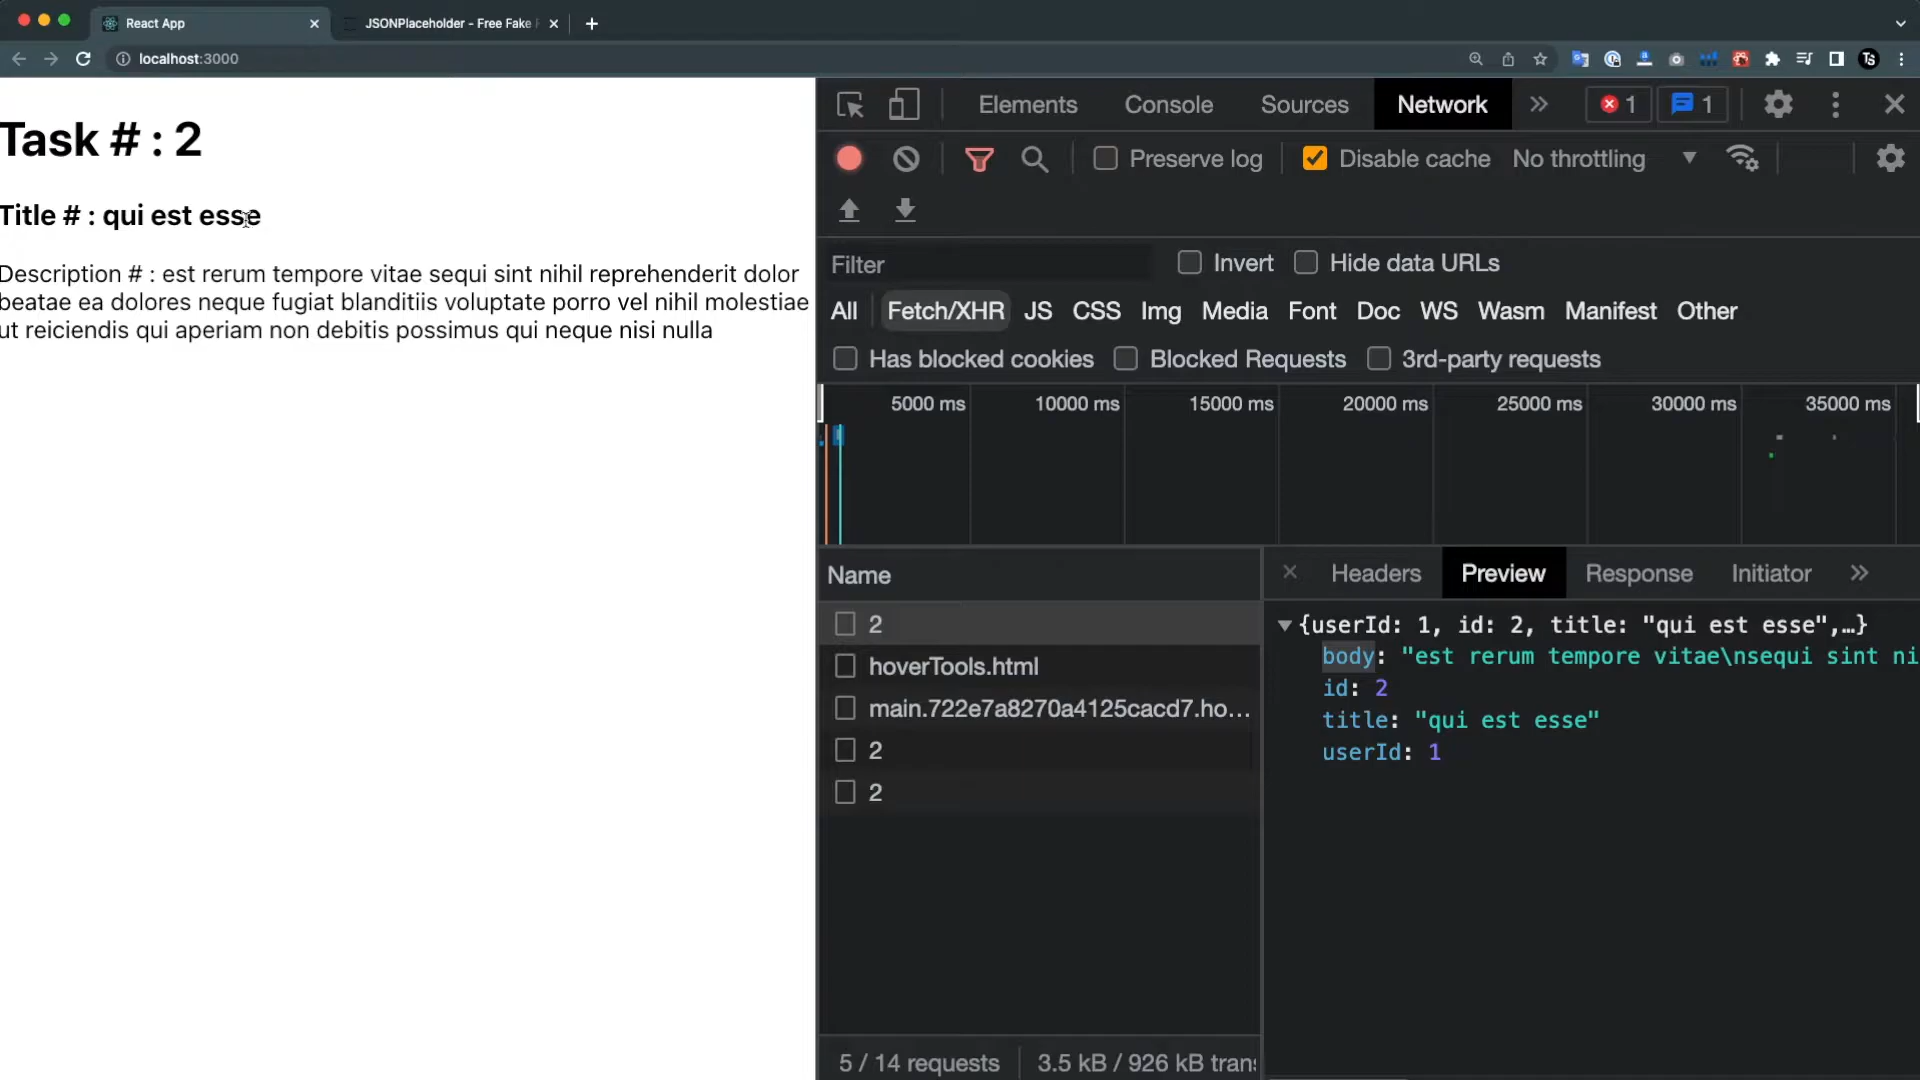 React App
JSONPlaceholder - Free Fake
localhost:3000
TS
Task # : 2
Title # : qui est esse
Description # : est rerum tempore vitae sequi sint nihil reprehenderit dolor
beatae ea dolores neque fugiat blanditiis voluptate porro vel nihil molestiae
ut reiciendis qui aperiam non debitis possimus qui neque nisi nulla
Elements Console Sources Network » 1 1
Preserve log Disable cache No throttling
Filter Invert Hide data URLs
All Fetch/XHR JS CSS Img Media Font Doc WS Wasm Manifest Other
Has blocked cookies Blocked Requests 3rd-party requests
5000 ms 10000 ms 15000 ms 20000 ms 25000 ms 30000 ms 35000 ms
Name
2
hoverTools.html
main.722e7a8270a4125cacd7.ho…
2
2
5 / 14 requests 3.5 kB / 926 kB trans
Headers Preview Response Initiator »
{userId: 1, id: 2, title: "qui est esse",…}
body: "est rerum tempore vitae\nsequi sint ni
id: 2
title: "qui est esse"
userId: 1